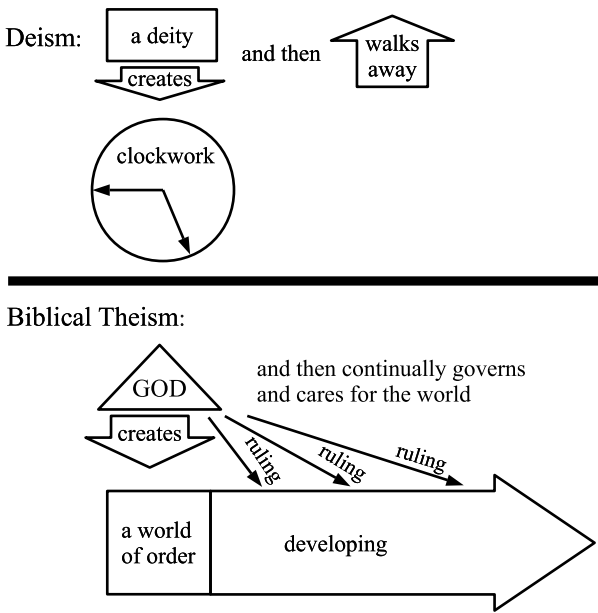 Deism:
a deity
creates
and then
walks
away
clockwork
Biblical Theism:
GOD
creates
and then continually governs
and cares for the world
ruling
ruling
ruling
a world
of order
developing